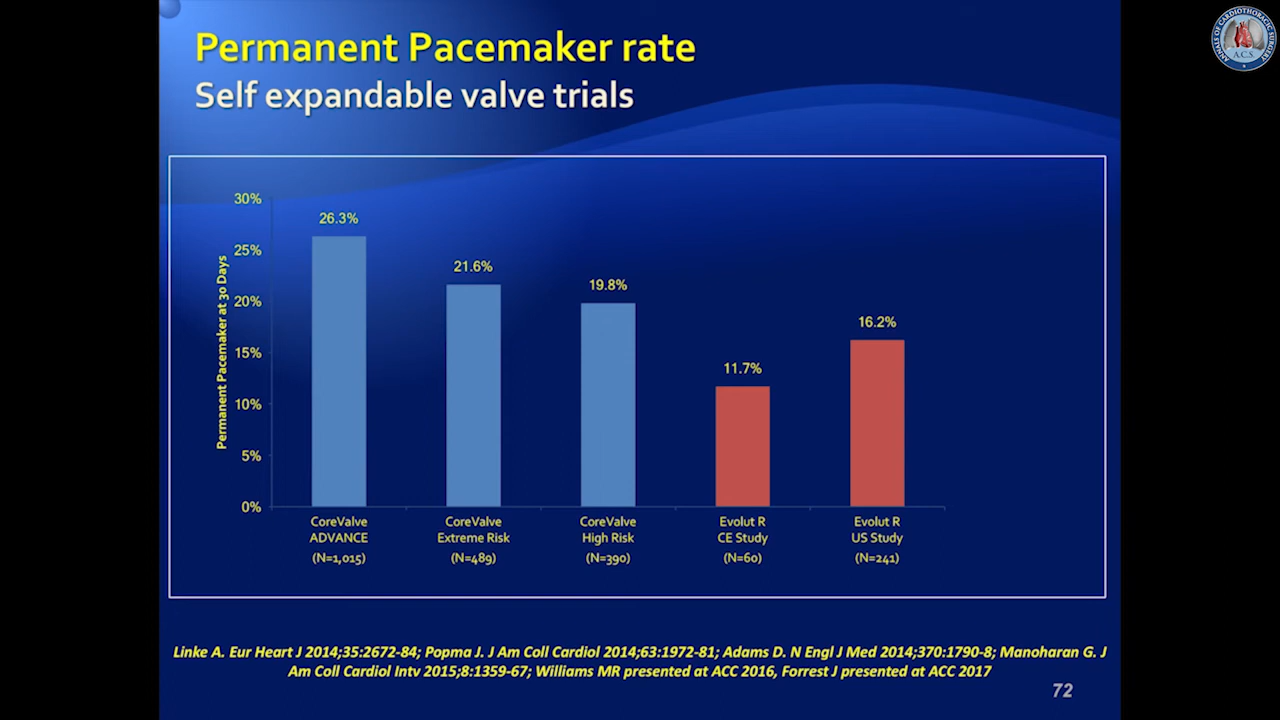 Permanent Pacemaker rate
Self expandable valve trials
ANNALS OF CARDIOTHORACIC SURGERY
A.C.S
Permanent Pacemaker at 30 Days
30%
25%
20%
15%
10%
5%
0%
26.3%
21.6%
19.8%
11.7%
16.2%
CoreValve
ADVANCE
(N=1,015)
CoreValve
Extreme Risk
(N=489)
CoreValve
High Risk
(N=390)
Evolut R
CE Study
(N=60)
Evolut R
US Study
(N=241)
Linke A. Eur Heart J 2014;35:2672-84; Popma J. J Am Coll Cardiol 2014;63:1972-81; Adams D. N Engl J Med 2014;370:1790-8; Manoharan G. J
Am Coll Cardiol Intv 2015;8:1359-67; Williams MR presented at ACC 2016, Forrest J presented at ACC 2017
72